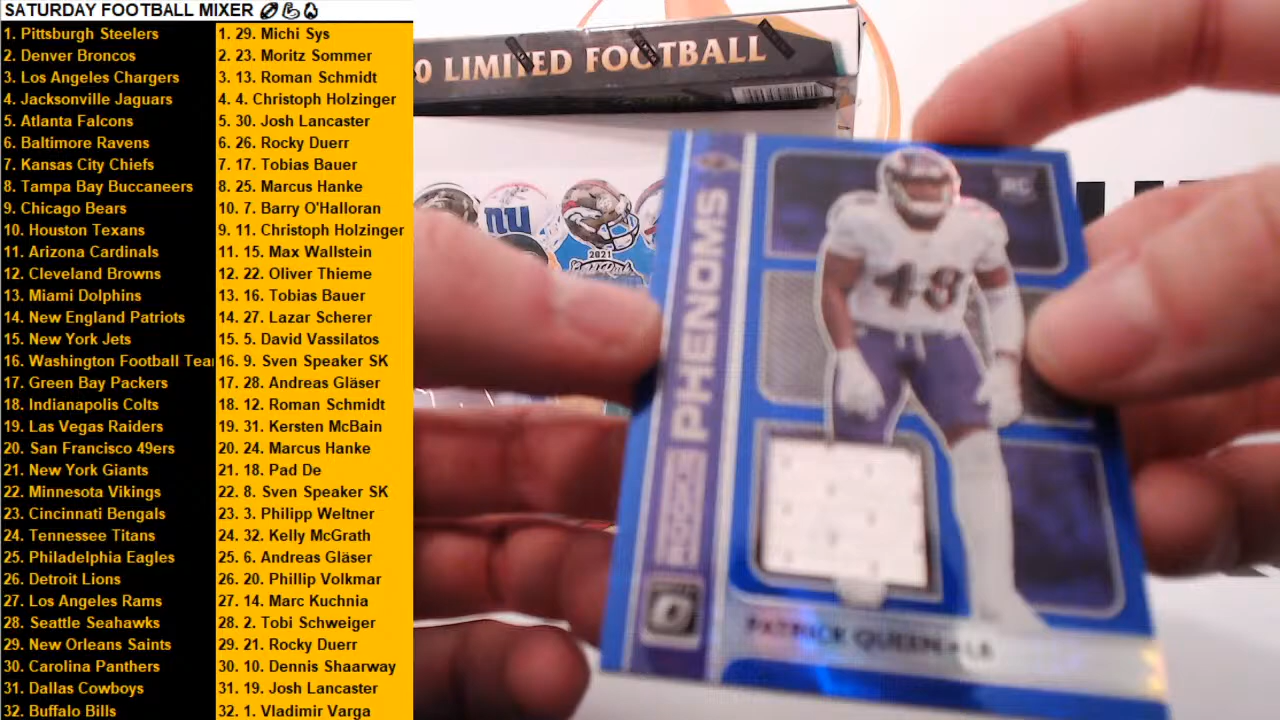 SATURDAY FOOTBALL MIXER
1. Pittsburgh Steelers
2. Denver Broncos
3. Los Angeles Chargers
4. Jacksonville Jaguars
5. Atlanta Falcons
6. Baltimore Ravens
7. Kansas City Chiefs
8. Tampa Bay Buccaneers
9. Chicago Bears
10. Houston Texans
11. Arizona Cardinals
12. Cleveland Browns
13. Miami Dolphins
14. New England Patriots
15. New York Jets
16. Washington Football Tea
17. Green Bay Packers
18. Indianapolis Colts
19. Las Vegas Raiders
20. San Francisco 49ers
21. New York Giants
22. Minnesota Vikings
23. Cincinnati Bengals
24. Tennessee Titans
25. Philadelphia Eagles
26. Detroit Lions
27. Los Angeles Rams
28. Seattle Seahawks
29. New Orleans Saints
30. Carolina Panthers
31. Dallas Cowboys
32. Buffalo Bills
1. 29. Michi Sys
2. 23. Moritz Sommer
3. 13. Roman Schmidt
4. 4. Christoph Holzinger
5. 30. Josh Lancaster
6. 26. Rocky Duerr
7. 17. Tobias Bauer
8. 25. Marcus Hanke
10. 7. Barry O'Halloran
9. 11. Christoph Holzinger
11. 15. Max Wallstein
12. 22. Oliver Thieme
13. 16. Tobias Bauer
14. 27. Lazar Scherer
15. 5. David Vassilatos
16. 9. Sven Speaker SK
17. 28. Andreas Gläser
18. 12. Roman Schmidt
19. 31. Kersten McBain
20. 24. Marcus Hanke
21. 18. Pad De
22. 8. Sven Speaker SK
23. 3. Philipp Weltner
24. 32. Kelly McGrath
25. 6. Andreas Gläser
26. 20. Phillip Volkmar
27. 14. Marc Kuchnia
28. 2. Tobi Schweiger
29. 21. Rocky Duerr
30. 10. Dennis Shaarway
31. 19. Josh Lancaster
32. 1. Vladimir Varga
0 LIMITED FOOTBALL
NU
2021
PHENOMS
RC
48
PATRICK QUEEN